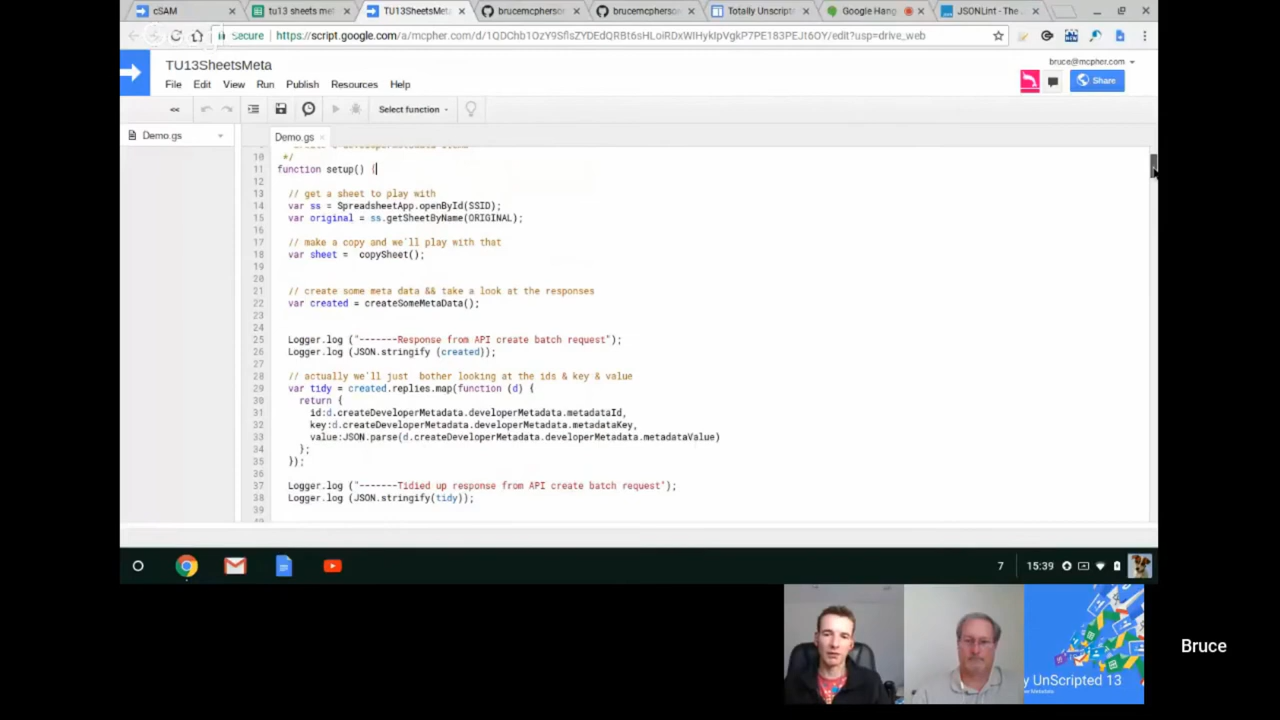 cSAM
tu13 sheets me
TU13SheetsMeta
brucemcpherson
brucemcpherso
Totally Unscript
Google Hang
JSONLint - The
Secure
https://script.google.com/a/mcpher.com/d/
/edit?usp=drive_web
TU13SheetsMeta
bruce@mcpher.com
File Edit View Run Publish Resources Help
Share
<< Select function
Demo.gs
Demo.gs
10 */
11 function setup() {
12
13 // get a sheet to play with
14 var ss = SpreadsheetApp.openById(SSID);
15 var original = ss.getSheetByName(ORIGINAL);
16
17 // make a copy and we'll play with that
18 var sheet = copySheet();
19
20
21 // create some meta data && take a look at the responses
22 var created = createSomeMetaData();
23
24
25 Logger.log ("-------Response from API create batch request");
26 Logger.log (JSON.stringify (created));
27
28 // actually we'll just bother looking at the ids & key & value
29 var tidy = created.replies.map(function (d) {
30 return {
31 id:d.createDeveloperMetadata.developerMetadata.metadataId,
32 key:d.createDeveloperMetadata.developerMetadata.metadataKey,
33 value:JSON.parse(d.createDeveloperMetadata.developerMetadata.metadataValue)
34 };
35 });
36
37 Logger.log ("-------Tidied up response from API create batch request");
38 Logger.log (JSON.stringify(tidy));
39
7 15:39
y UnScripted 13
Bruce